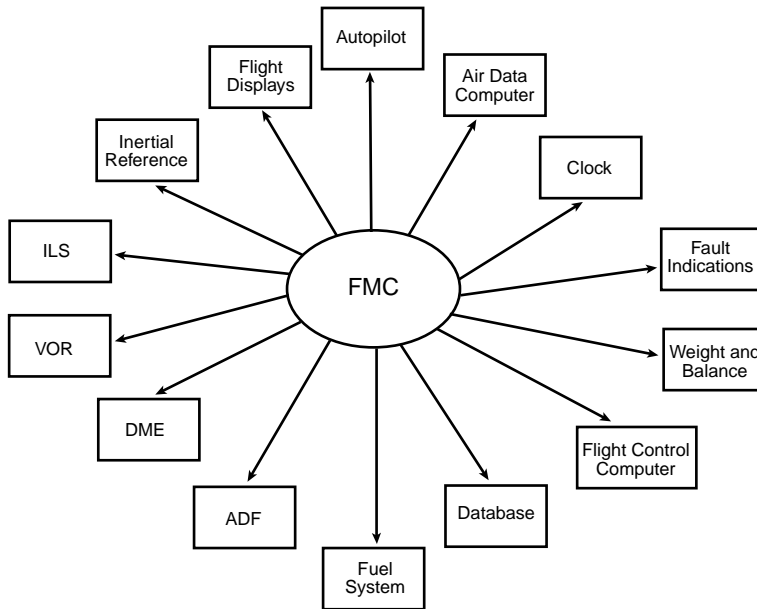 Autopilot
Flight
Displays
Air Data
Computer
Inertial
Reference
Clock
ILS
Fault
Indications
FMC
VOR
Weight and
Balance
DME
Flight Control
Computer
ADF
Database
Fuel
System